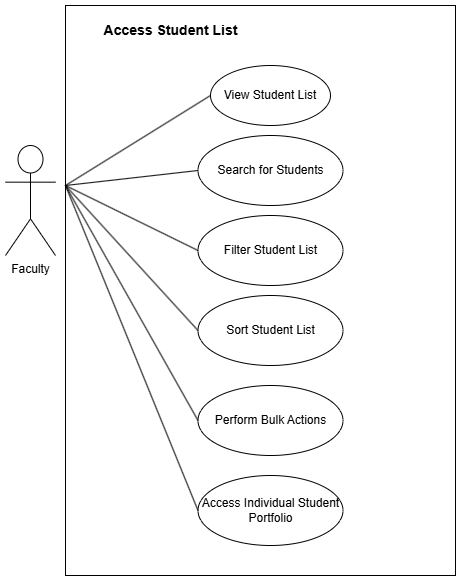 Access Student List
View Student List
Search for Students
Filter Student List
Sort Student List
Perform Bulk Actions
Access Individual Student
Portfolio
Faculty